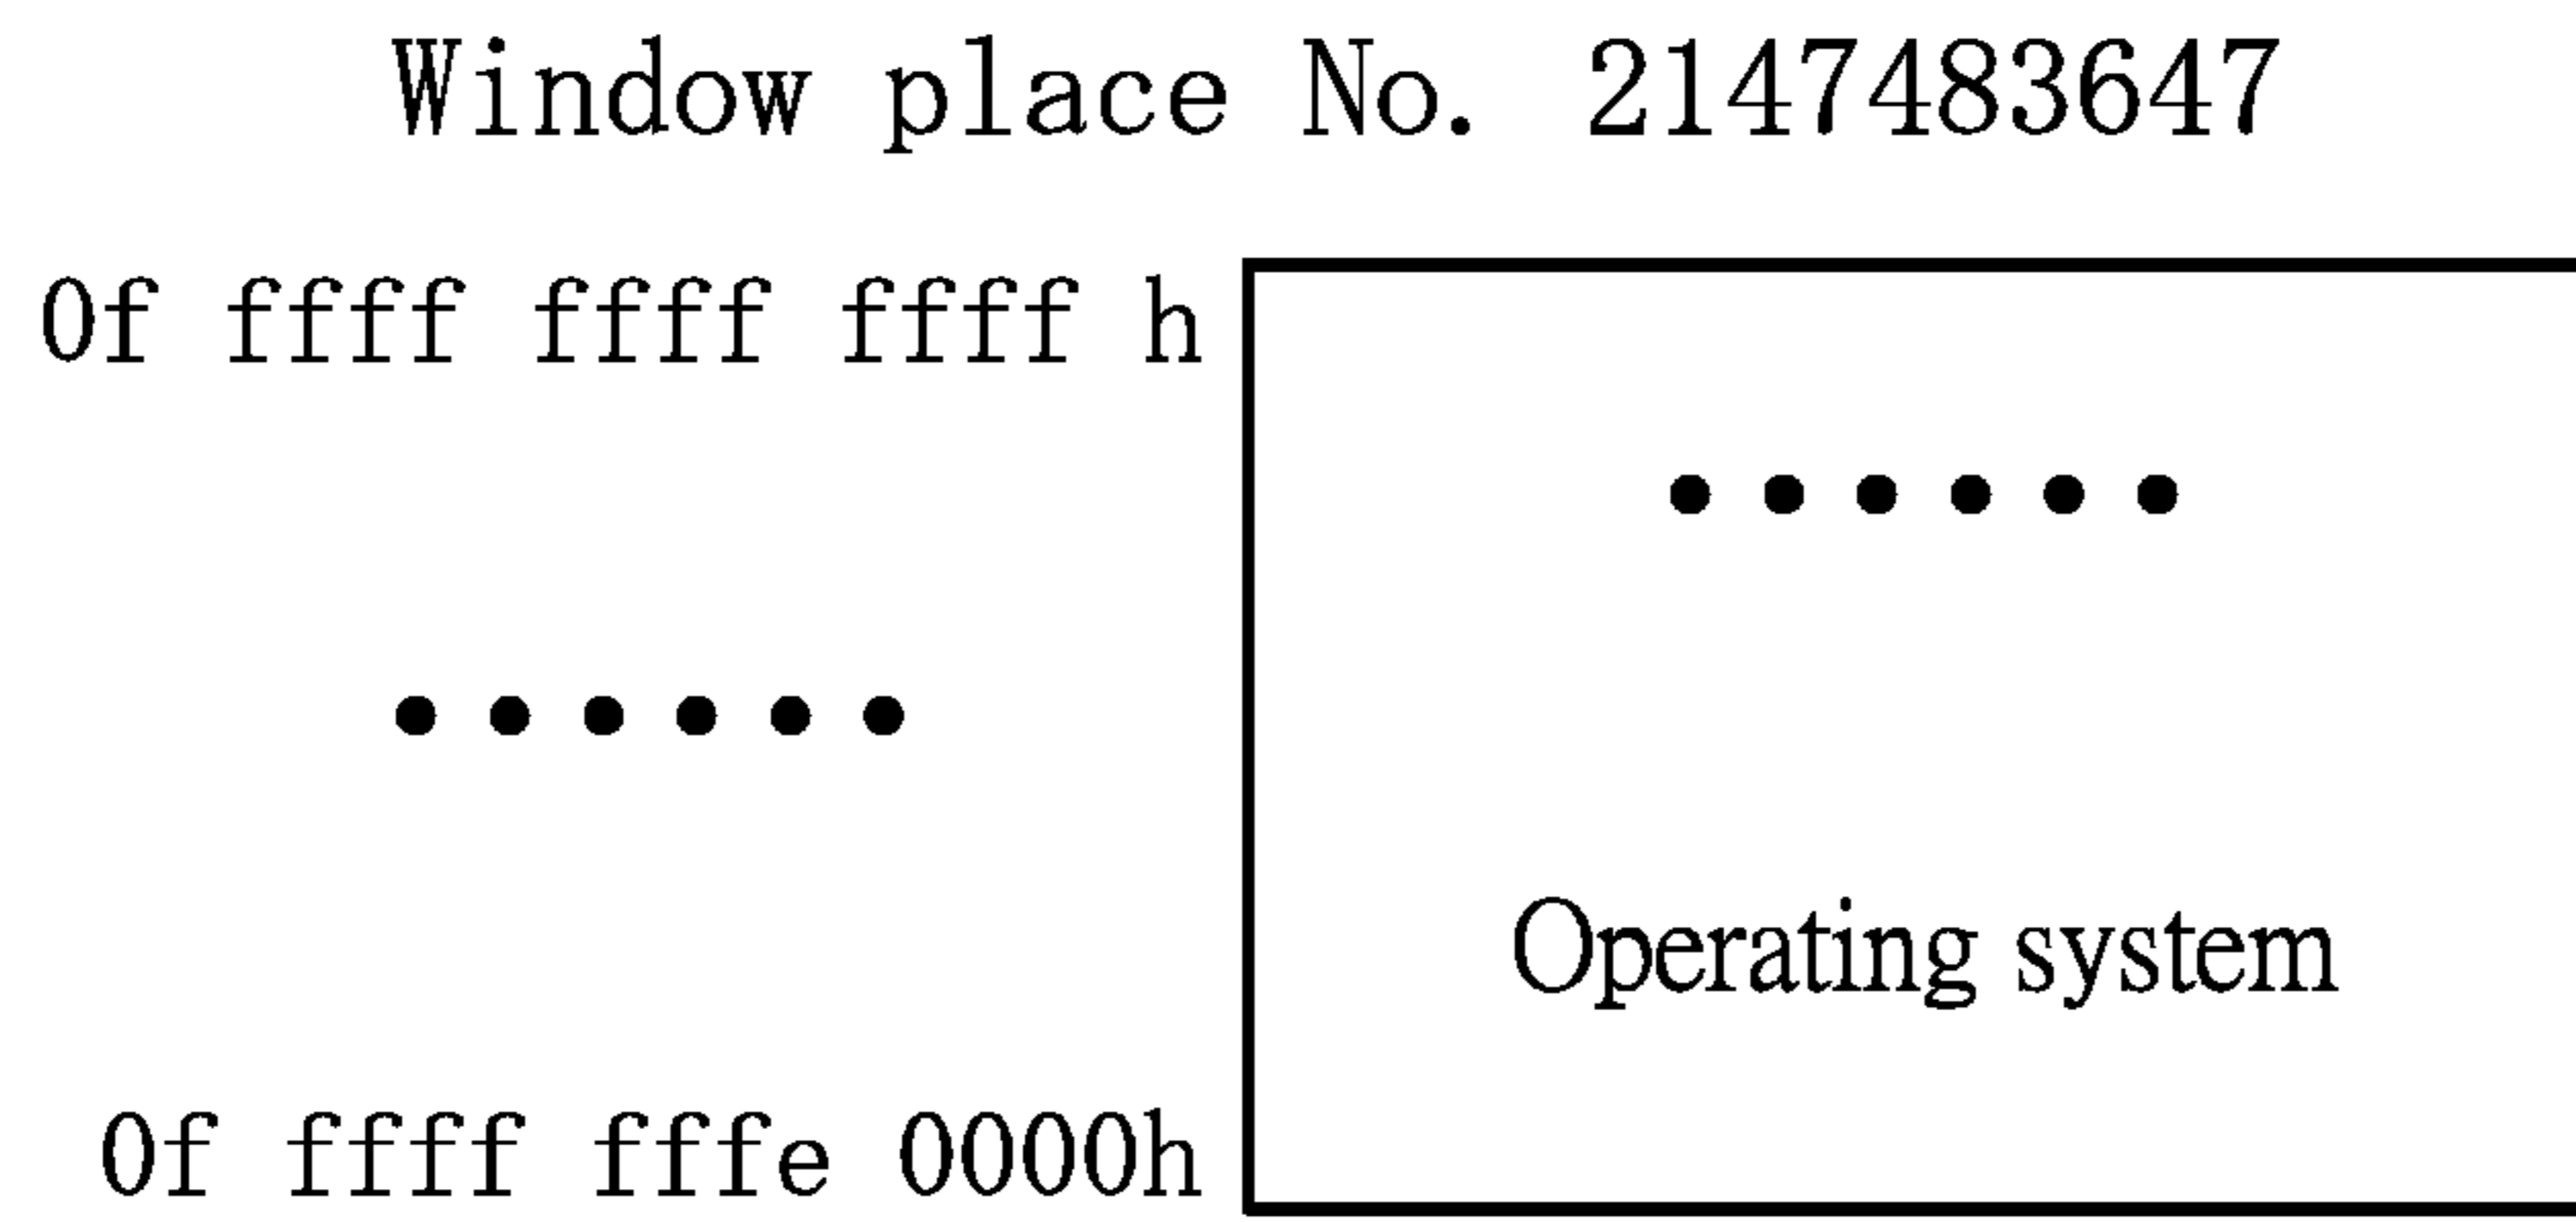 Window place No. 2147483647
0f ffff ffff ffff h
••••••
••••••
Operating system
0f ffff fffe 0000h